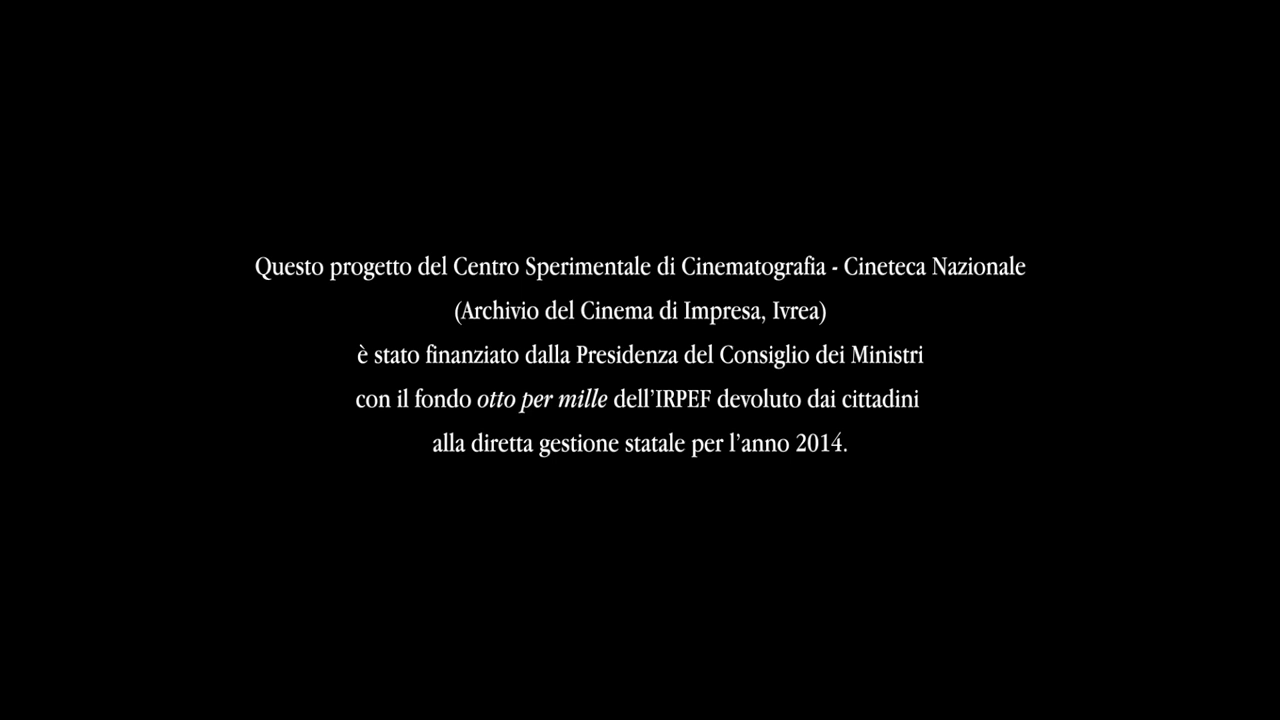 Questo progetto del Centro Sperimentale di Cinematografia - Cineteca Nazionale
(Archivio del Cinema di Impresa, Ivrea)
è stato finanziato dalla Presidenza del Consiglio dei Ministri
con il fondo otto per mille dell’IRPEF devoluto dai cittadini
alla diretta gestione statale per l’anno 2014.